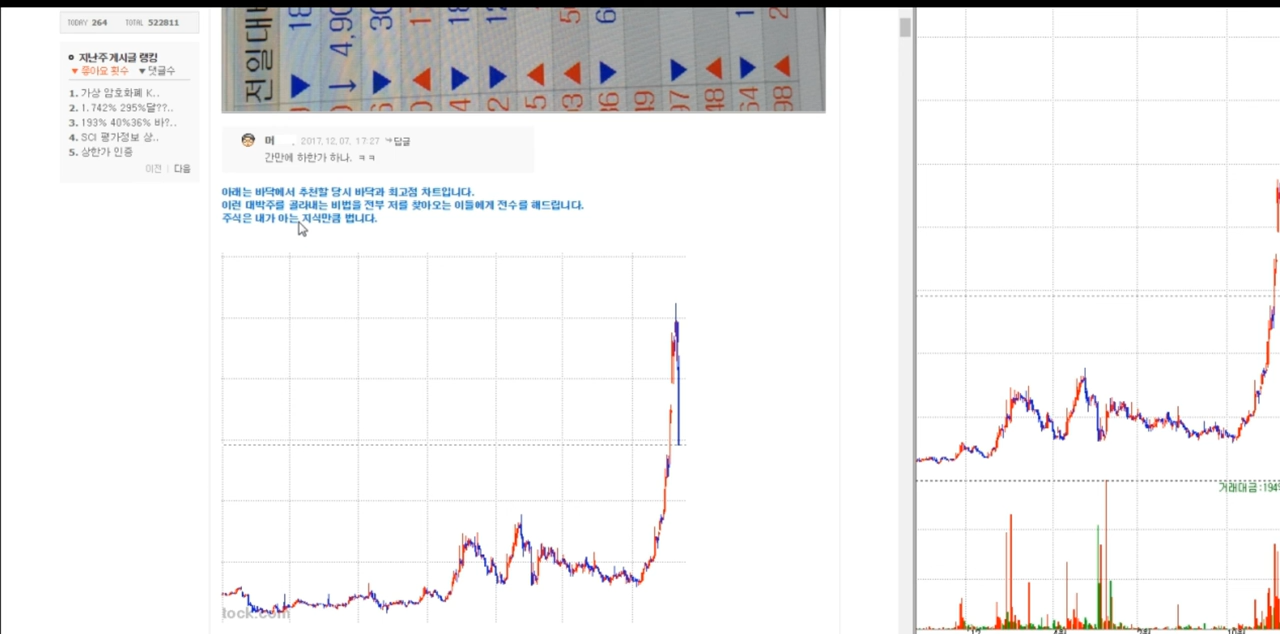 TODAY 264 TOTAL 522811
지난주 게시글 랭킹
▼ 좋아요 횟수 ▼ 댓글수
1. 가상 암호화폐 K..
2. 1.742% 295%달??..
3. 193% 40%36% 바?..
4. SCI 평가정보 상..
5. 상한가 인증
이전 | 다음
전일대비
머 2017.12.07. 17:27 답글
간만에 하한가 하나. ㅋㅋ
아래는 바닥에서 추천할 당시 바닥과 최고점 차트입니다.
이런 대박주를 골라내는 비법을 전부 저를 찾아오는 이들에게 전수를 해드립니다.
주식은 내가 아는 지식만큼 법니다.
tock.com
거래대금:194